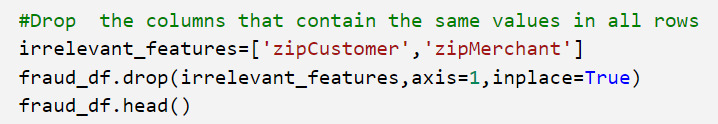 #Drop  the columns that contain the same values in all rows
irrelevant_features=['zipCustomer','zipMerchant']
fraud_df.drop(irrelevant_features,axis=1,inplace=True)
fraud_df.head()